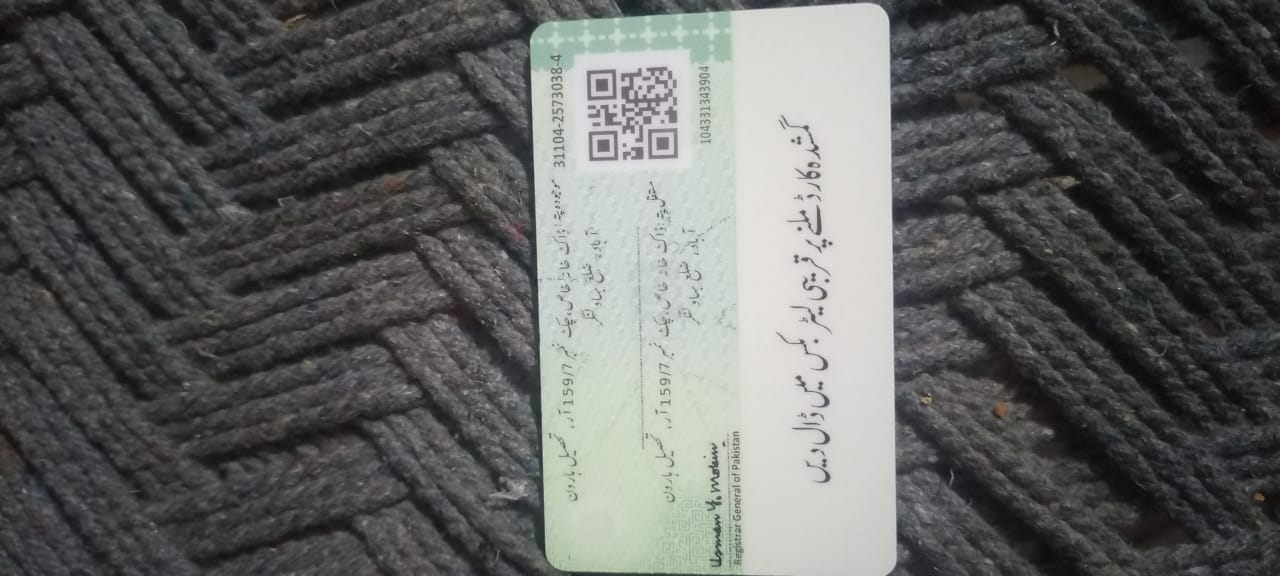 31104-2573038-4
موجودہ پتہ: ڈاک خانہ خاص، چک نمبر 159/7 آر، تحصیل ہارون
آباد، ضلع بہاولنگر
مستقل پتہ: ڈاک خانہ خاص، چک نمبر 159/7 آر، تحصیل ہارون
آباد، ضلع بہاولنگر
104331343904
Usman Y. Mobin
Registrar General of Pakistan
گمشدہ کارڈ ملنے پر قریبی لیٹر بکس میں ڈال دیں